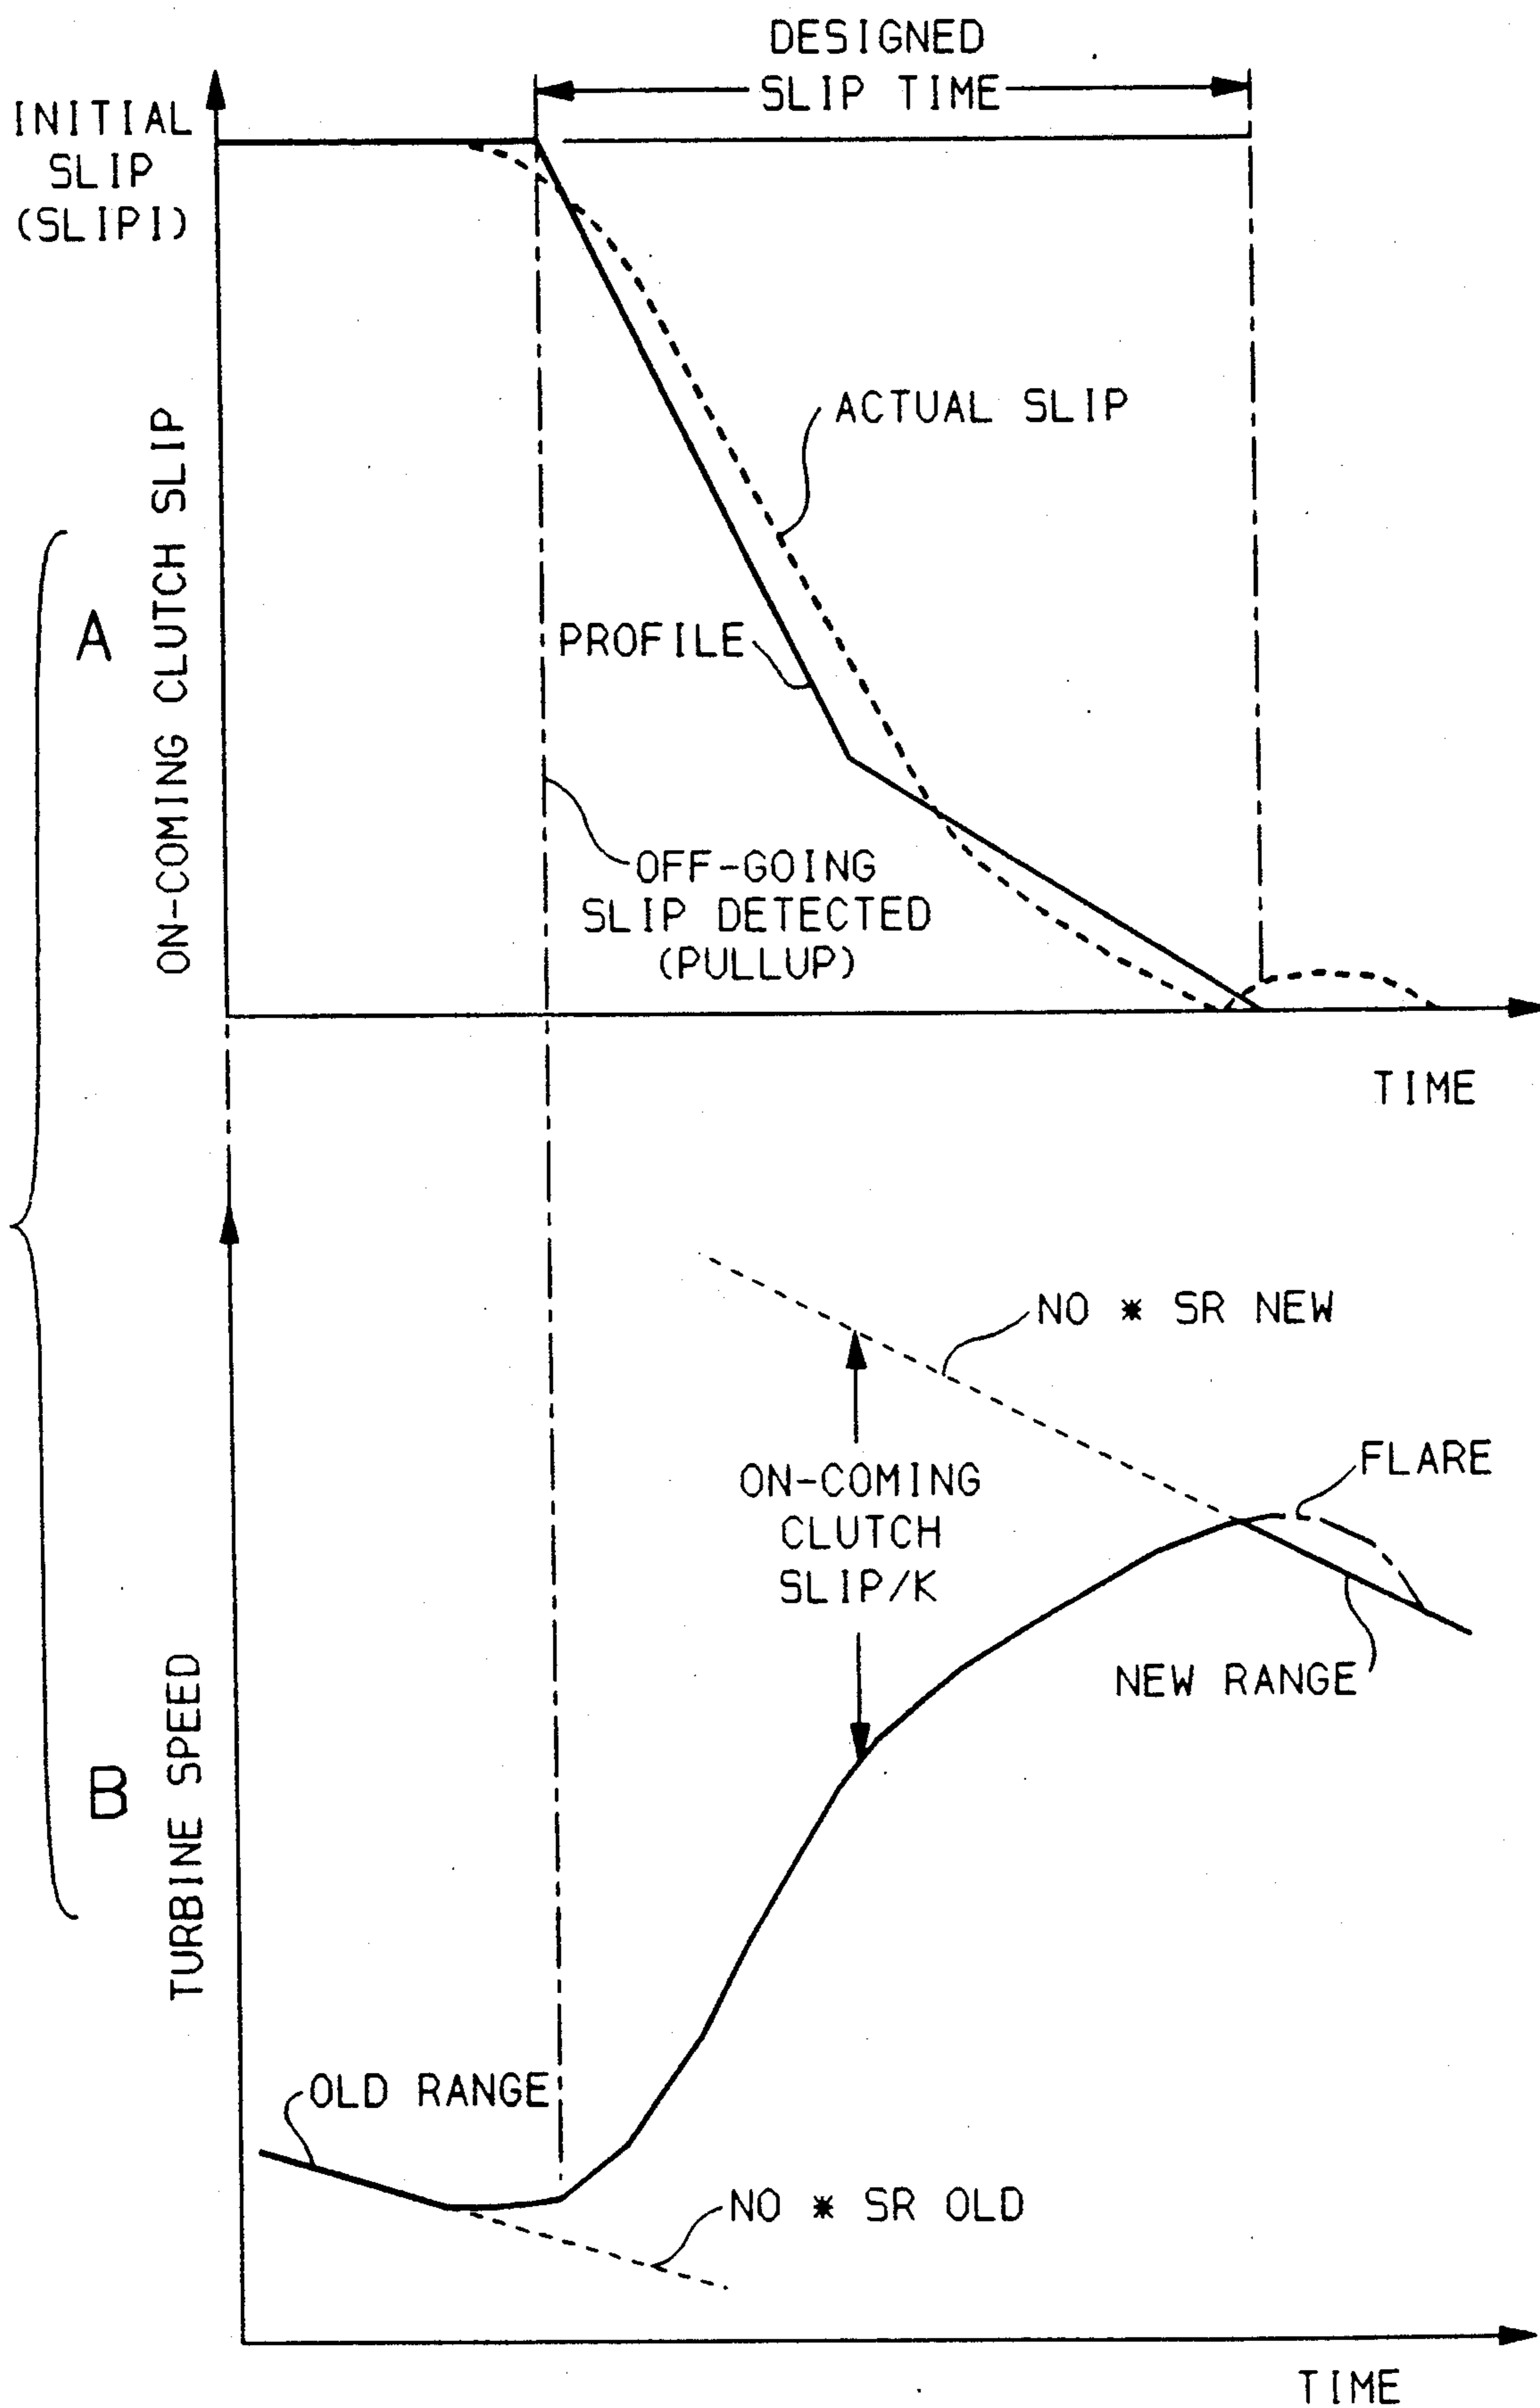 DESIGNED
SLIP TIME
INITIAL
SLIP
(SLIPI)
ON-COMING CLUTCH SLIP
ACTUAL SLIP
A
PROFILE
OFF-GOING
SLIP DETECTED
(PULLUP)
TIME
NO * SR NEW
FLARE
ON-COMING
CLUTCH
SLIP/K
NEW RANGE
TURBINE SPEED
B
OLD RANGE
NO * SR OLD
TIME